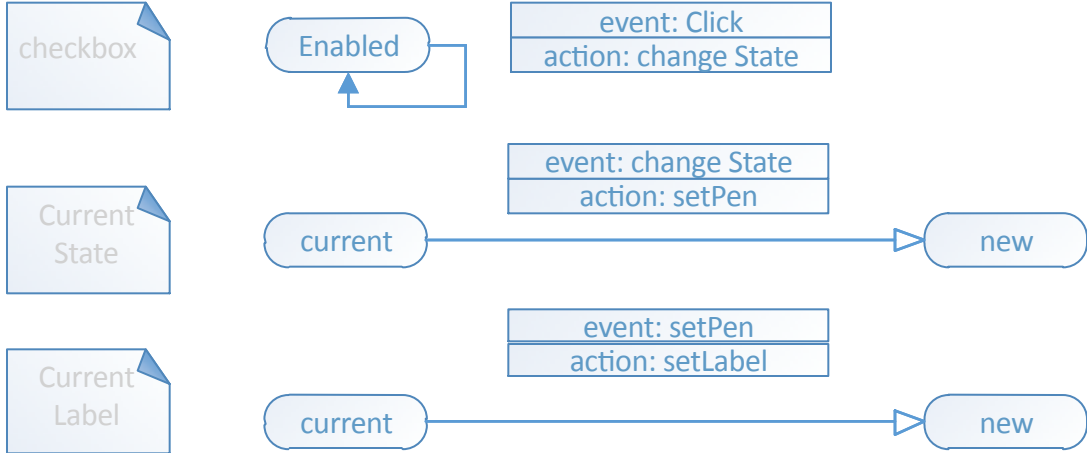 checkbox
Enabled
event: Click
action: change State
event: change State
action: setPen
Current
State
current
new
event: setPen
action: setLabel
Current
Label
current
new